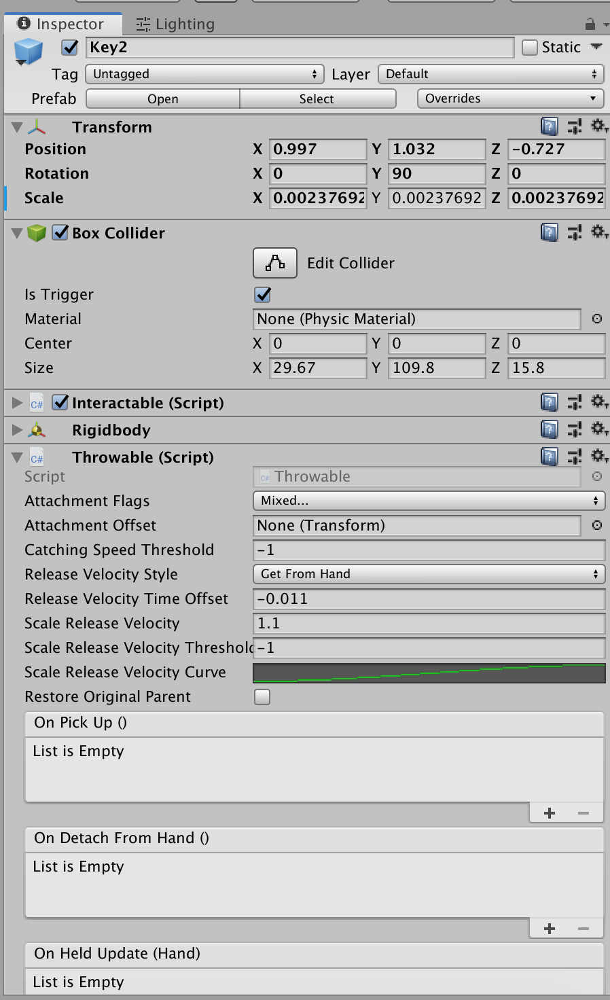 Inspector Lighting
Key2 Static
Tag Untagged Layer Default
Prefab Open Select Overrides
Transform
Position X 0.997 Y 1.032 Z -0.727
Rotation X 0 Y 90 Z 0
Scale X 0.00237692 Y 0.00237692 Z 0.00237692
Box Collider
Edit Collider
Is Trigger
Material None (Physic Material)
Center X 0 Y 0 Z 0
Size X 29.67 Y 109.8 Z 15.8
C# Interactable (Script)
Rigidbody
C# Throwable (Script)
Script C# Throwable
Attachment Flags Mixed...
Attachment Offset None (Transform)
Catching Speed Threshold -1
Release Velocity Style Get From Hand
Release Velocity Time Offset -0.011
Scale Release Velocity 1.1
Scale Release Velocity Threshold -1
Scale Release Velocity Curve
Restore Original Parent
On Pick Up ()
List is Empty
+ −
On Detach From Hand ()
List is Empty
+ −
On Held Update (Hand)
List is Empty